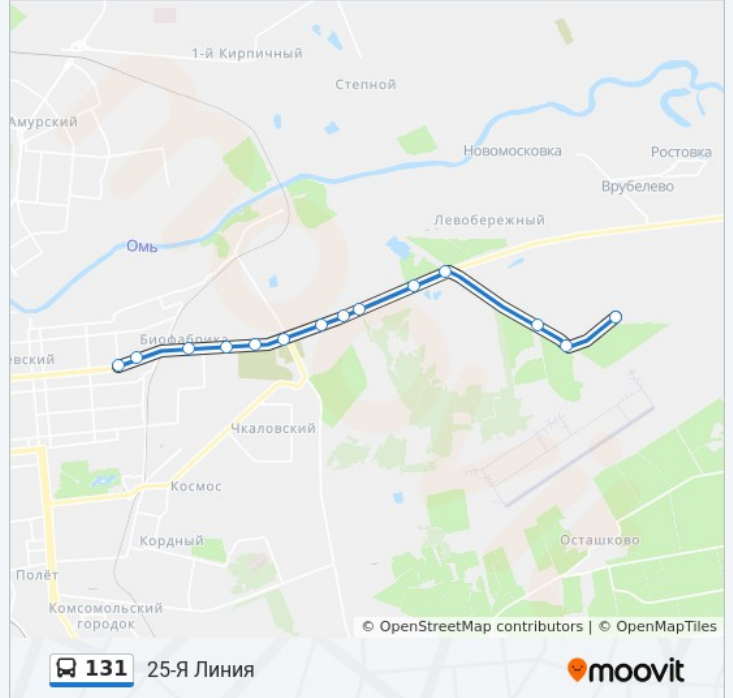 1-й Кирпичный
Степной
Амурский
Новомосковка
Ростовка
Врубелево
Левобережный
Омь
Биофабрика
евский
Чкаловский
Космос
Кордный
Осташково
Полёт
Комсомольский
городок
© OpenStreetMap contributors | © OpenMapTiles
131 25-Я Линия
moovit